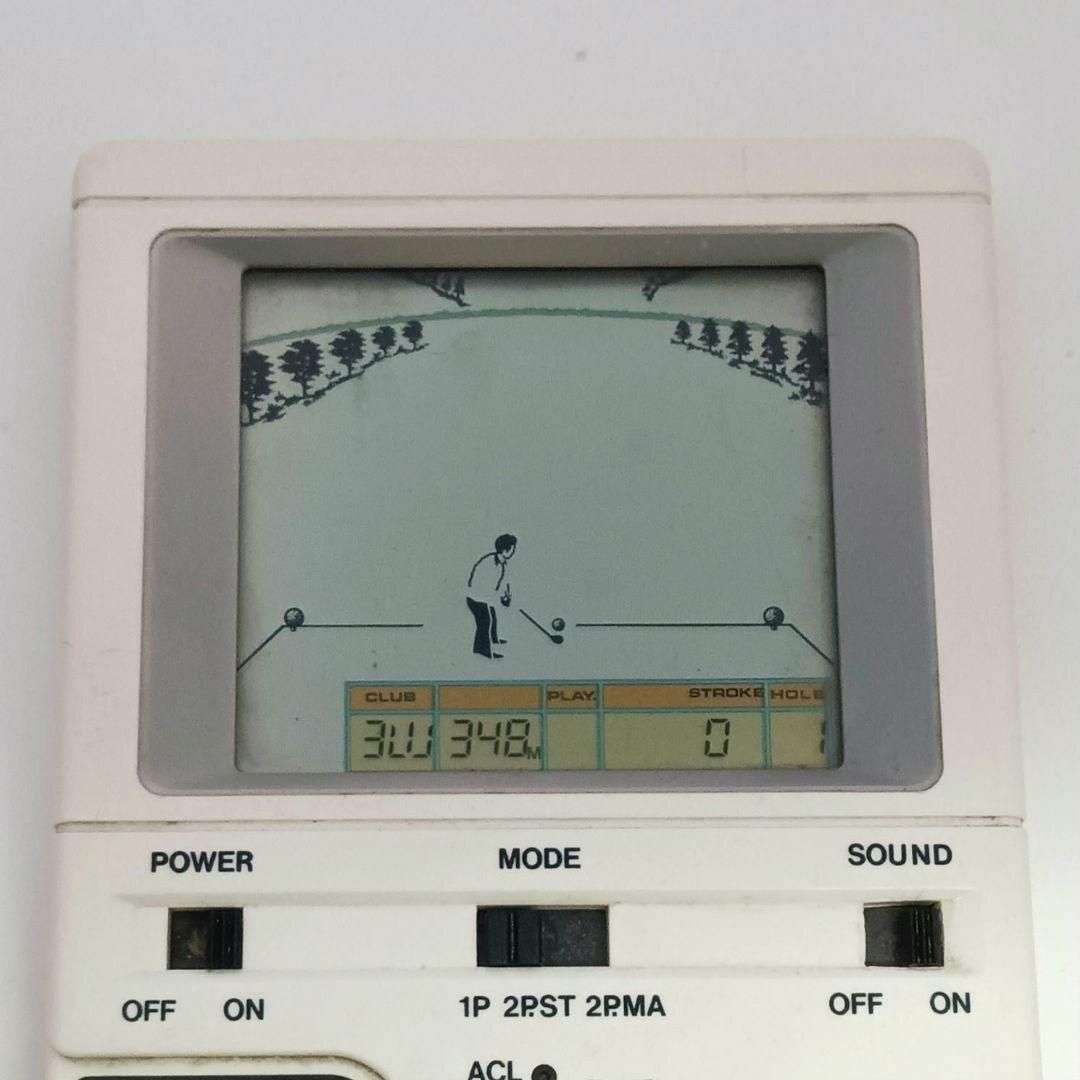 CLUB PLAY. STROKE HOLE
3W 348M 0 1
POWER MODE SOUND
OFF ON 1P 2P.ST 2P.MA OFF ON
ACL